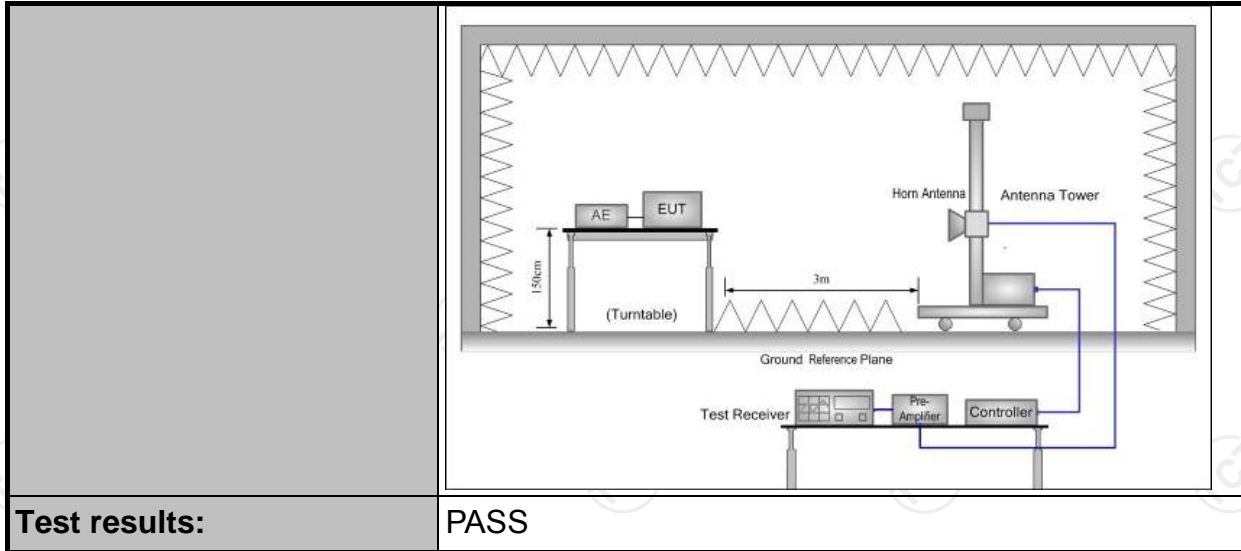 Horn Antenna
Antenna Tower
AE
EUT
150cm
3m
(Turntable)
Ground Reference Plane
Test Receiver
Pre-
Amplifier
Controller
Test results:
PASS